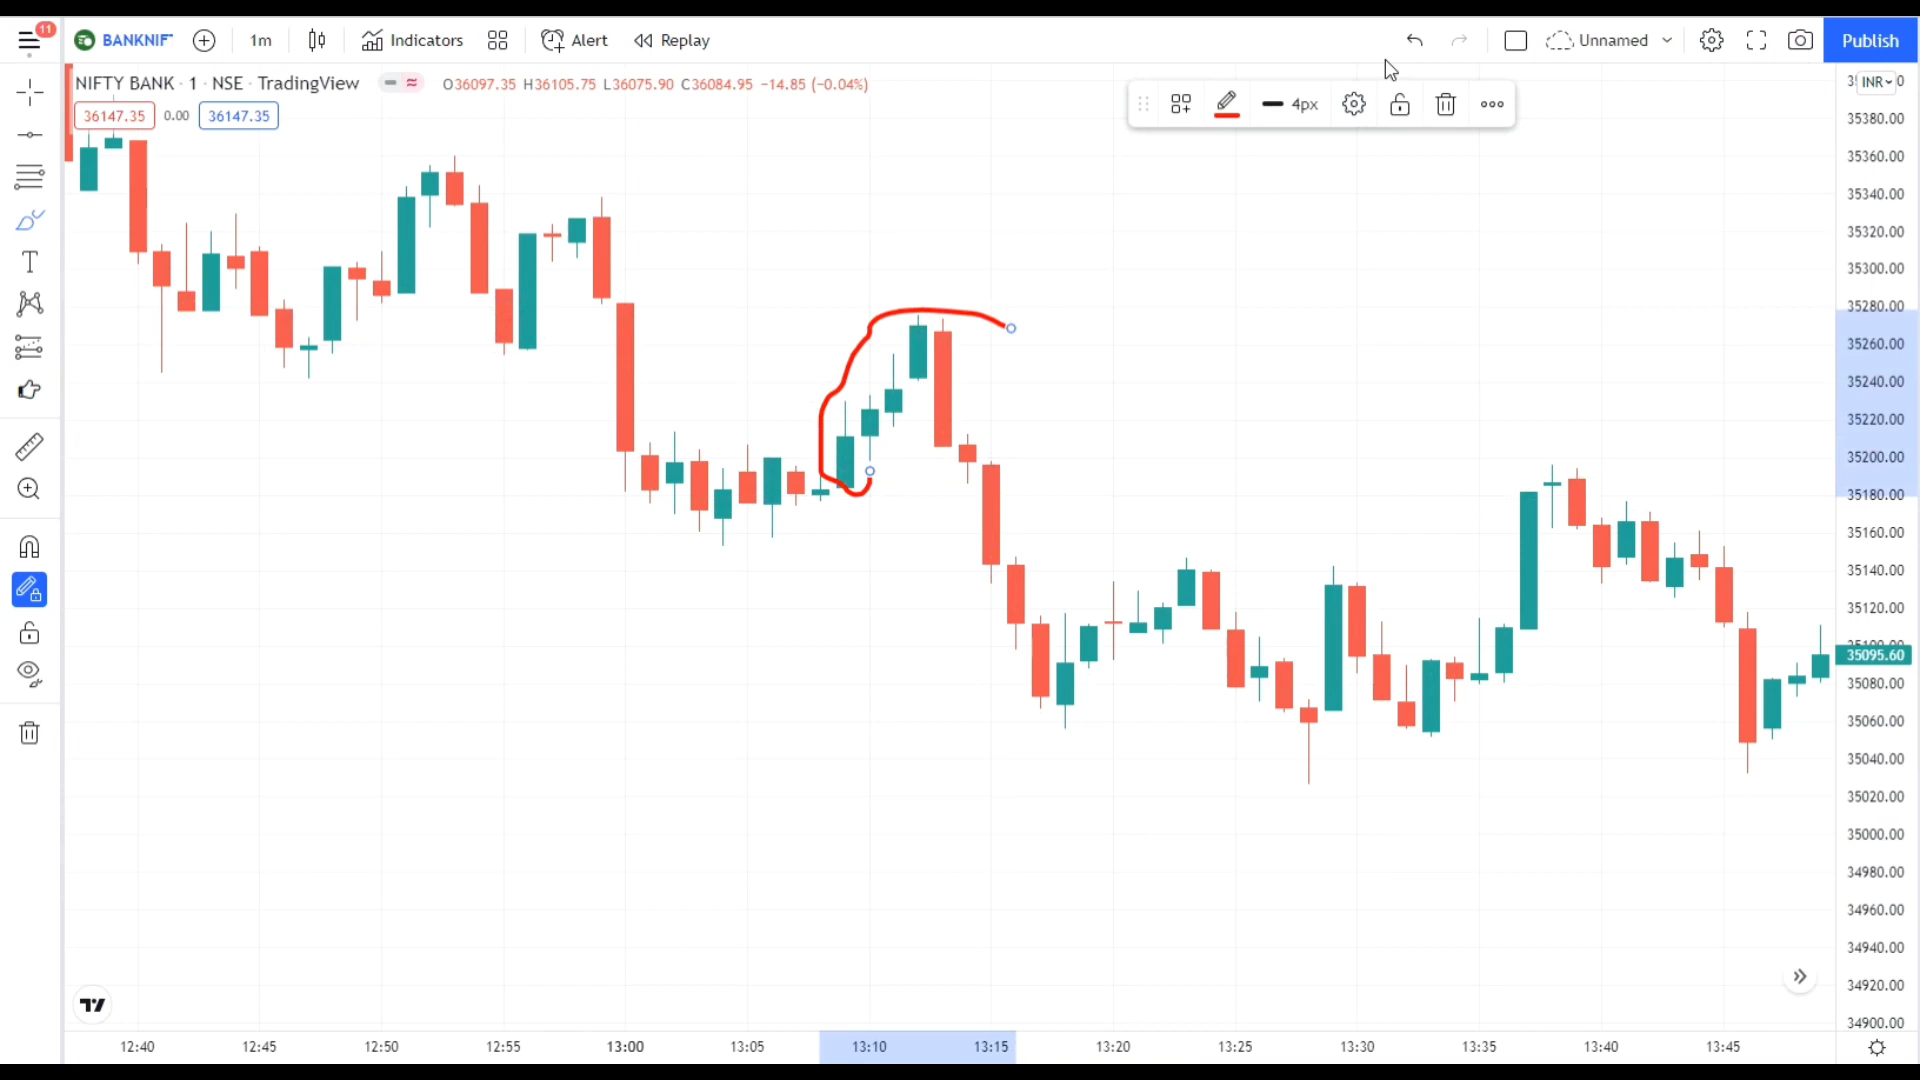 11
BANKNIF
1m
Indicators
Alert
Replay
Unnamed
Publish
NIFTY BANK · 1 · NSE · TradingView
O36097.35 H36105.75 L36075.90 C36084.95 −14.85 (−0.04%)
36147.35 0.00 36147.35
4px
INR
35380.00
35360.00
35340.00
35320.00
35300.00
35280.00
35260.00
35240.00
35220.00
35200.00
35180.00
35160.00
35140.00
35120.00
35100.00
35095.60
35080.00
35060.00
35040.00
35020.00
35000.00
34980.00
34960.00
34940.00
34920.00
34900.00
12:40 12:45 12:50 12:55 13:00 13:05 13:10 13:15 13:20 13:25 13:30 13:35 13:40 13:45